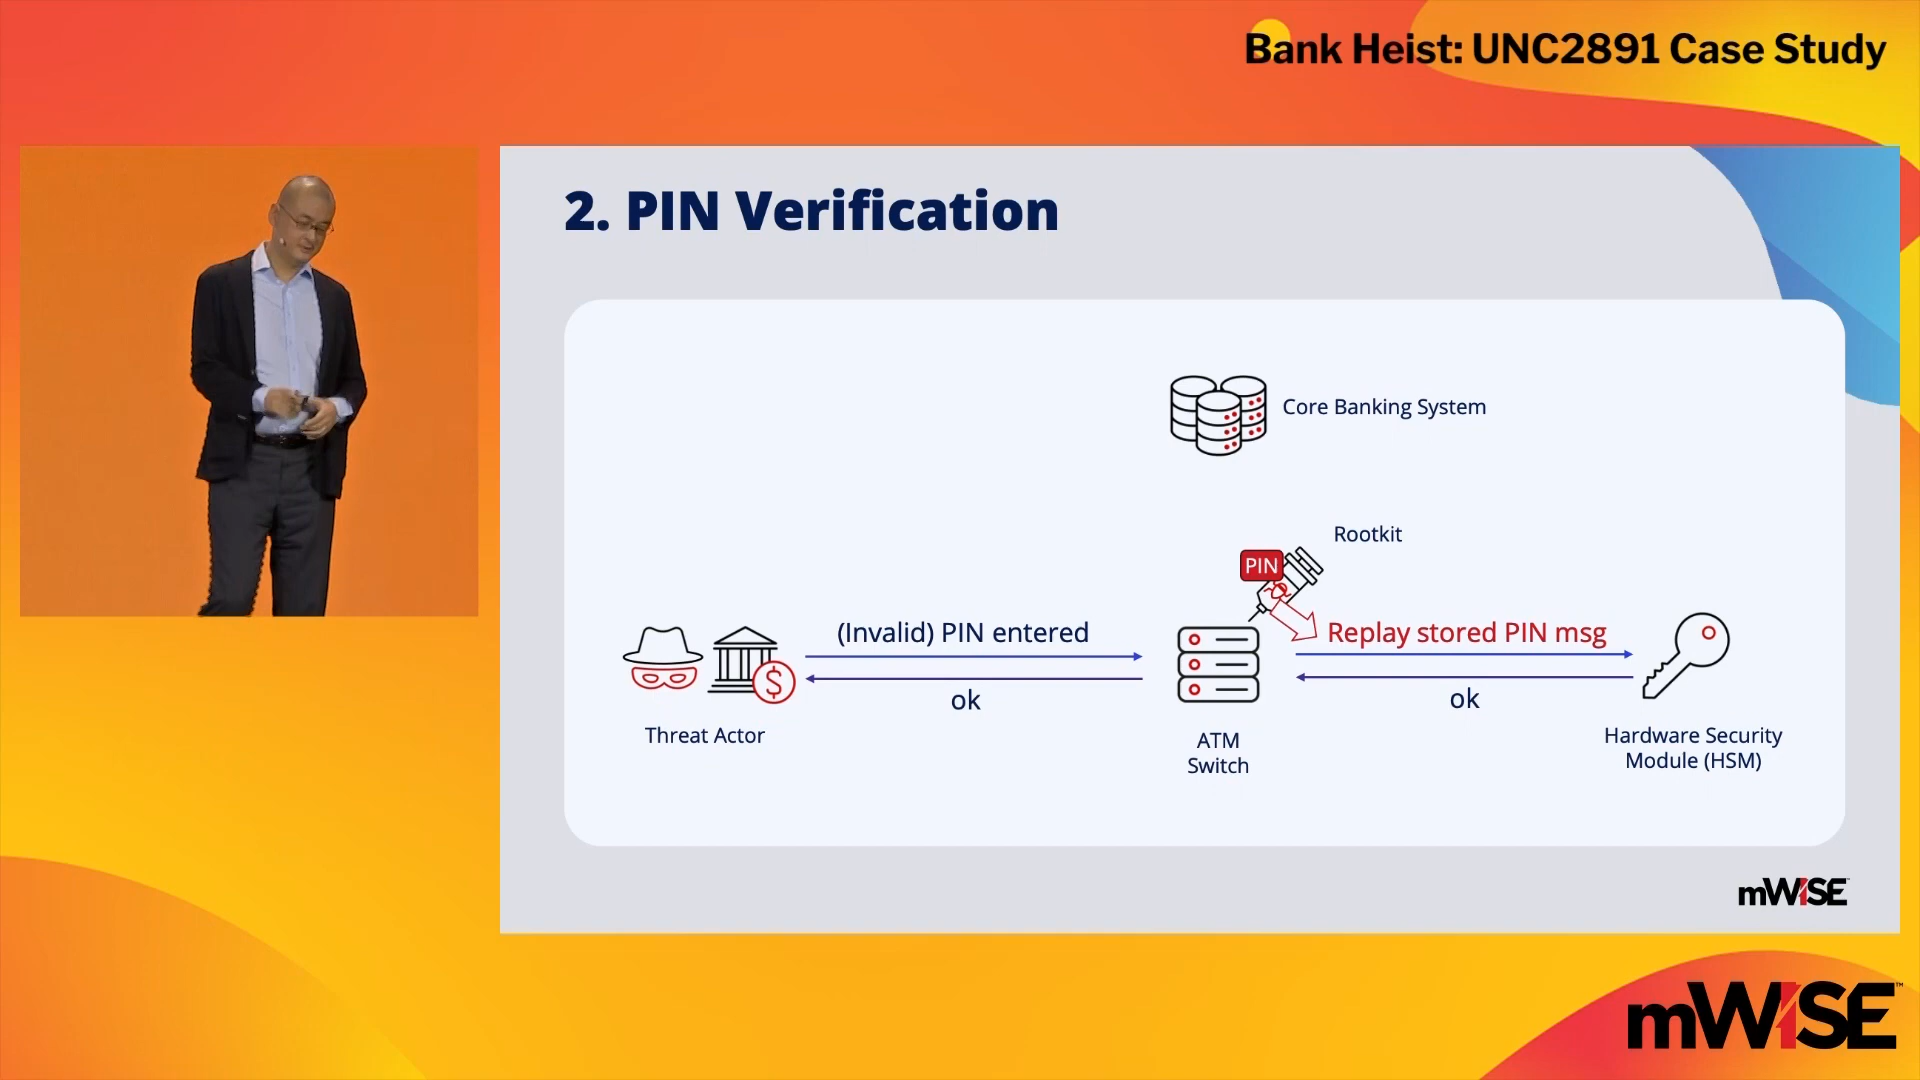 Bank Heist: UNC2891 Case Study
2. PIN Verification
Core Banking System
Rootkit
PIN
(Invalid) PIN entered
Replay stored PIN msg
$
ok
ok
Threat Actor
ATM
Switch
Hardware Security
Module (HSM)
mWISE
mWISE™